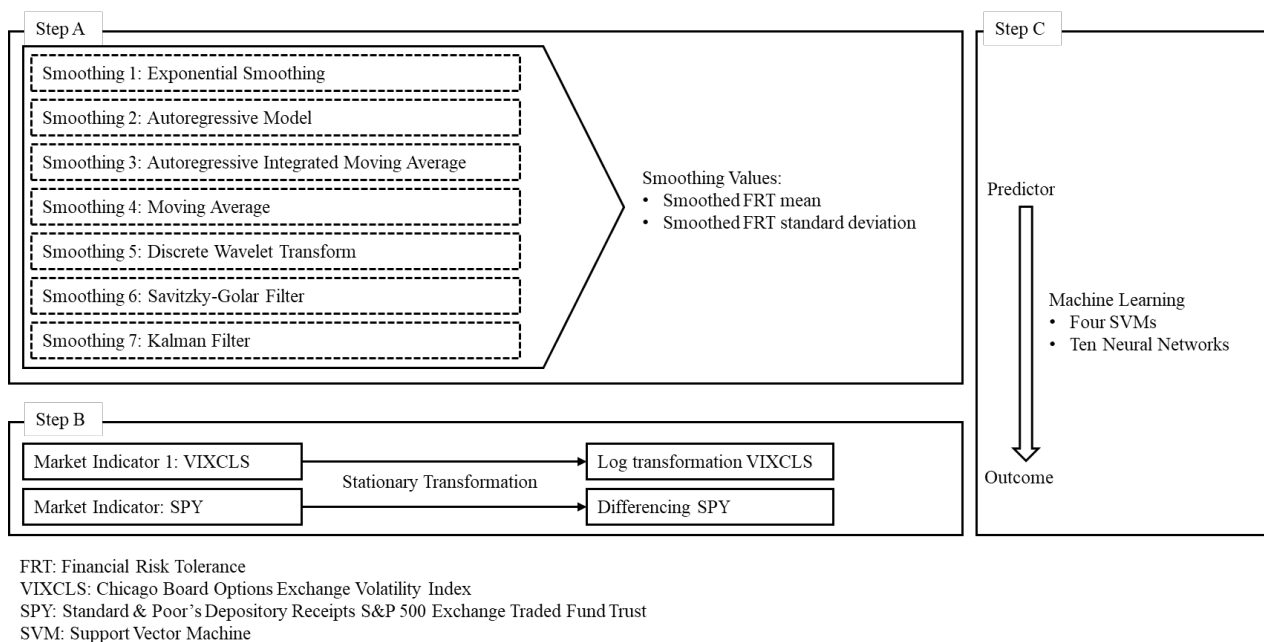 Step A
Smoothing 1: Exponential Smoothing
Smoothing 2: Autoregressive Model
Smoothing 3: Autoregressive Integrated Moving Average
Smoothing 4: Moving Average
Smoothing 5: Discrete Wavelet Transform
Smoothing 6: Savitzky-Golar Filter
Smoothing 7: Kalman Filter
Smoothing Values:
• Smoothed FRT mean
• Smoothed FRT standard deviation
Step B
Market Indicator 1: VIXCLS
Stationary Transformation
Log transformation VIXCLS
Market Indicator: SPY
Differencing SPY
Step C
Predictor
Machine Learning
• Four SVMs
• Ten Neural Networks
Outcome
FRT: Financial Risk Tolerance
VIXCLS: Chicago Board Options Exchange Volatility Index
SPY: Standard & Poor's Depository Receipts S&P 500 Exchange Traded Fund Trust
SVM: Support Vector Machine